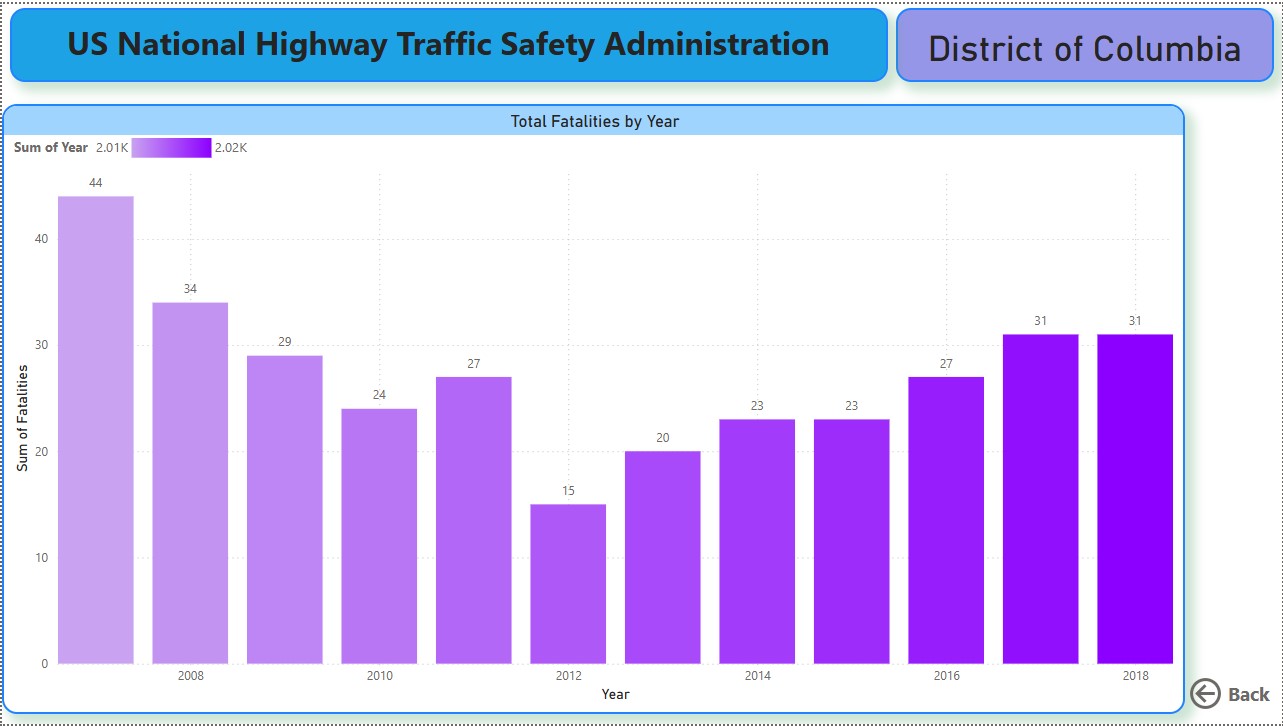 US National Highway Traffic Safety Administration
District of Columbia
Total Fatalities by Year
Sum of Year 2.01K 2.02K
44
34
29
24
27
15
20
23
23
27
31
31
40
30
20
10
0
Sum of Fatalities
2008 2010 2012 2014 2016 2018
Year
Back